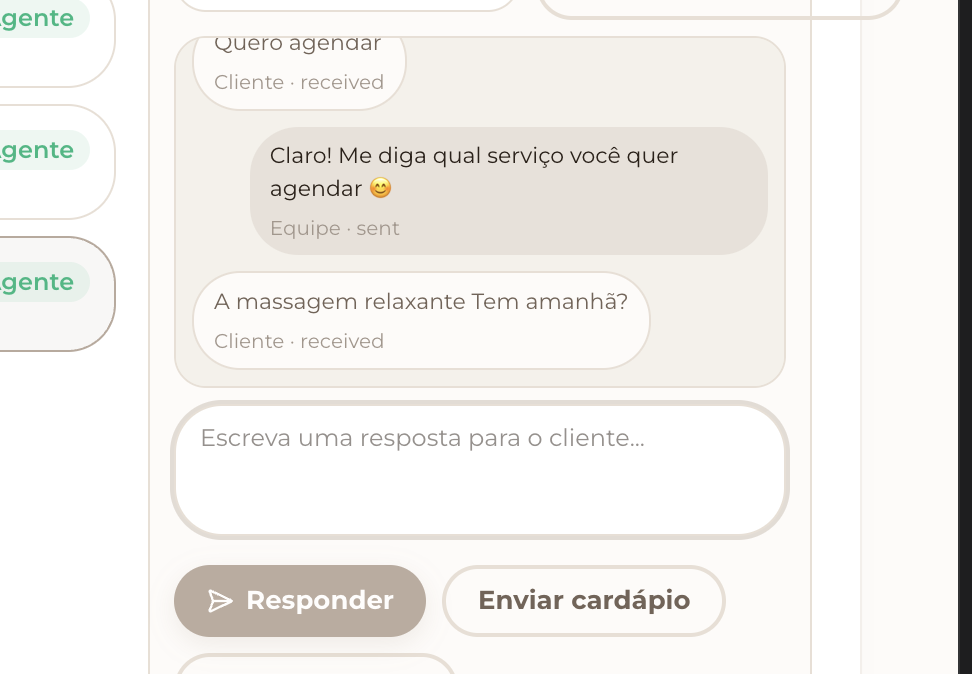 gente
gente
gente
Quero agendar
Cliente · received
Claro! Me diga qual serviço você quer
agendar 😊
Equipe · sent
A massagem relaxante Tem amanhã?
Cliente · received
Escreva uma resposta para o cliente...
Responder
Enviar cardápio